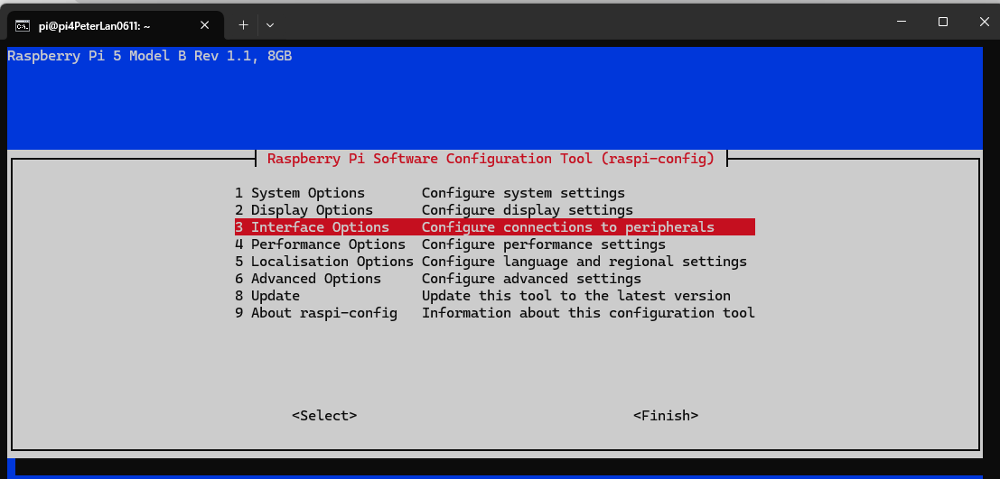 pi@pi4PeterLan0611: ~
Raspberry Pi 5 Model B Rev 1.1, 8GB
Raspberry Pi Software Configuration Tool (raspi-config)
1 System Options Configure system settings
2 Display Options Configure display settings
3 Interface Options Configure connections to peripherals
4 Performance Options Configure performance settings
5 Localisation Options Configure language and regional settings
6 Advanced Options Configure advanced settings
8 Update Update this tool to the latest version
9 About raspi-config Information about this configuration tool
<Select> <Finish>